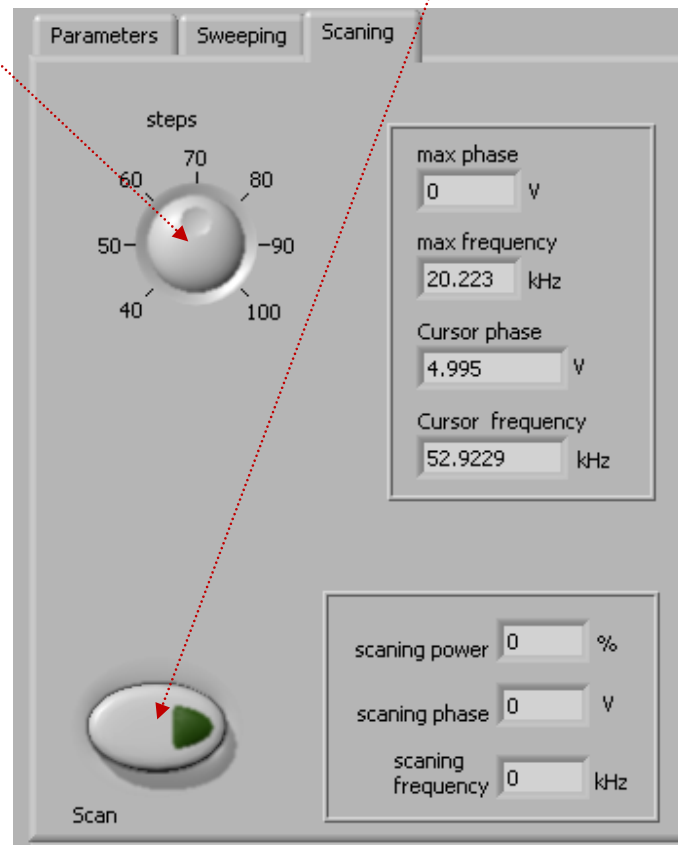 Parameters Sweeping Scaning
steps
70
60 80
50 90
40 100
max phase
0 V
max frequency
20.223 kHz
Cursor phase
4.995 V
Cursor frequency
52.9229 kHz
scaning power 0 %
scaning phase 0 V
scaning
frequency 0 kHz
Scan